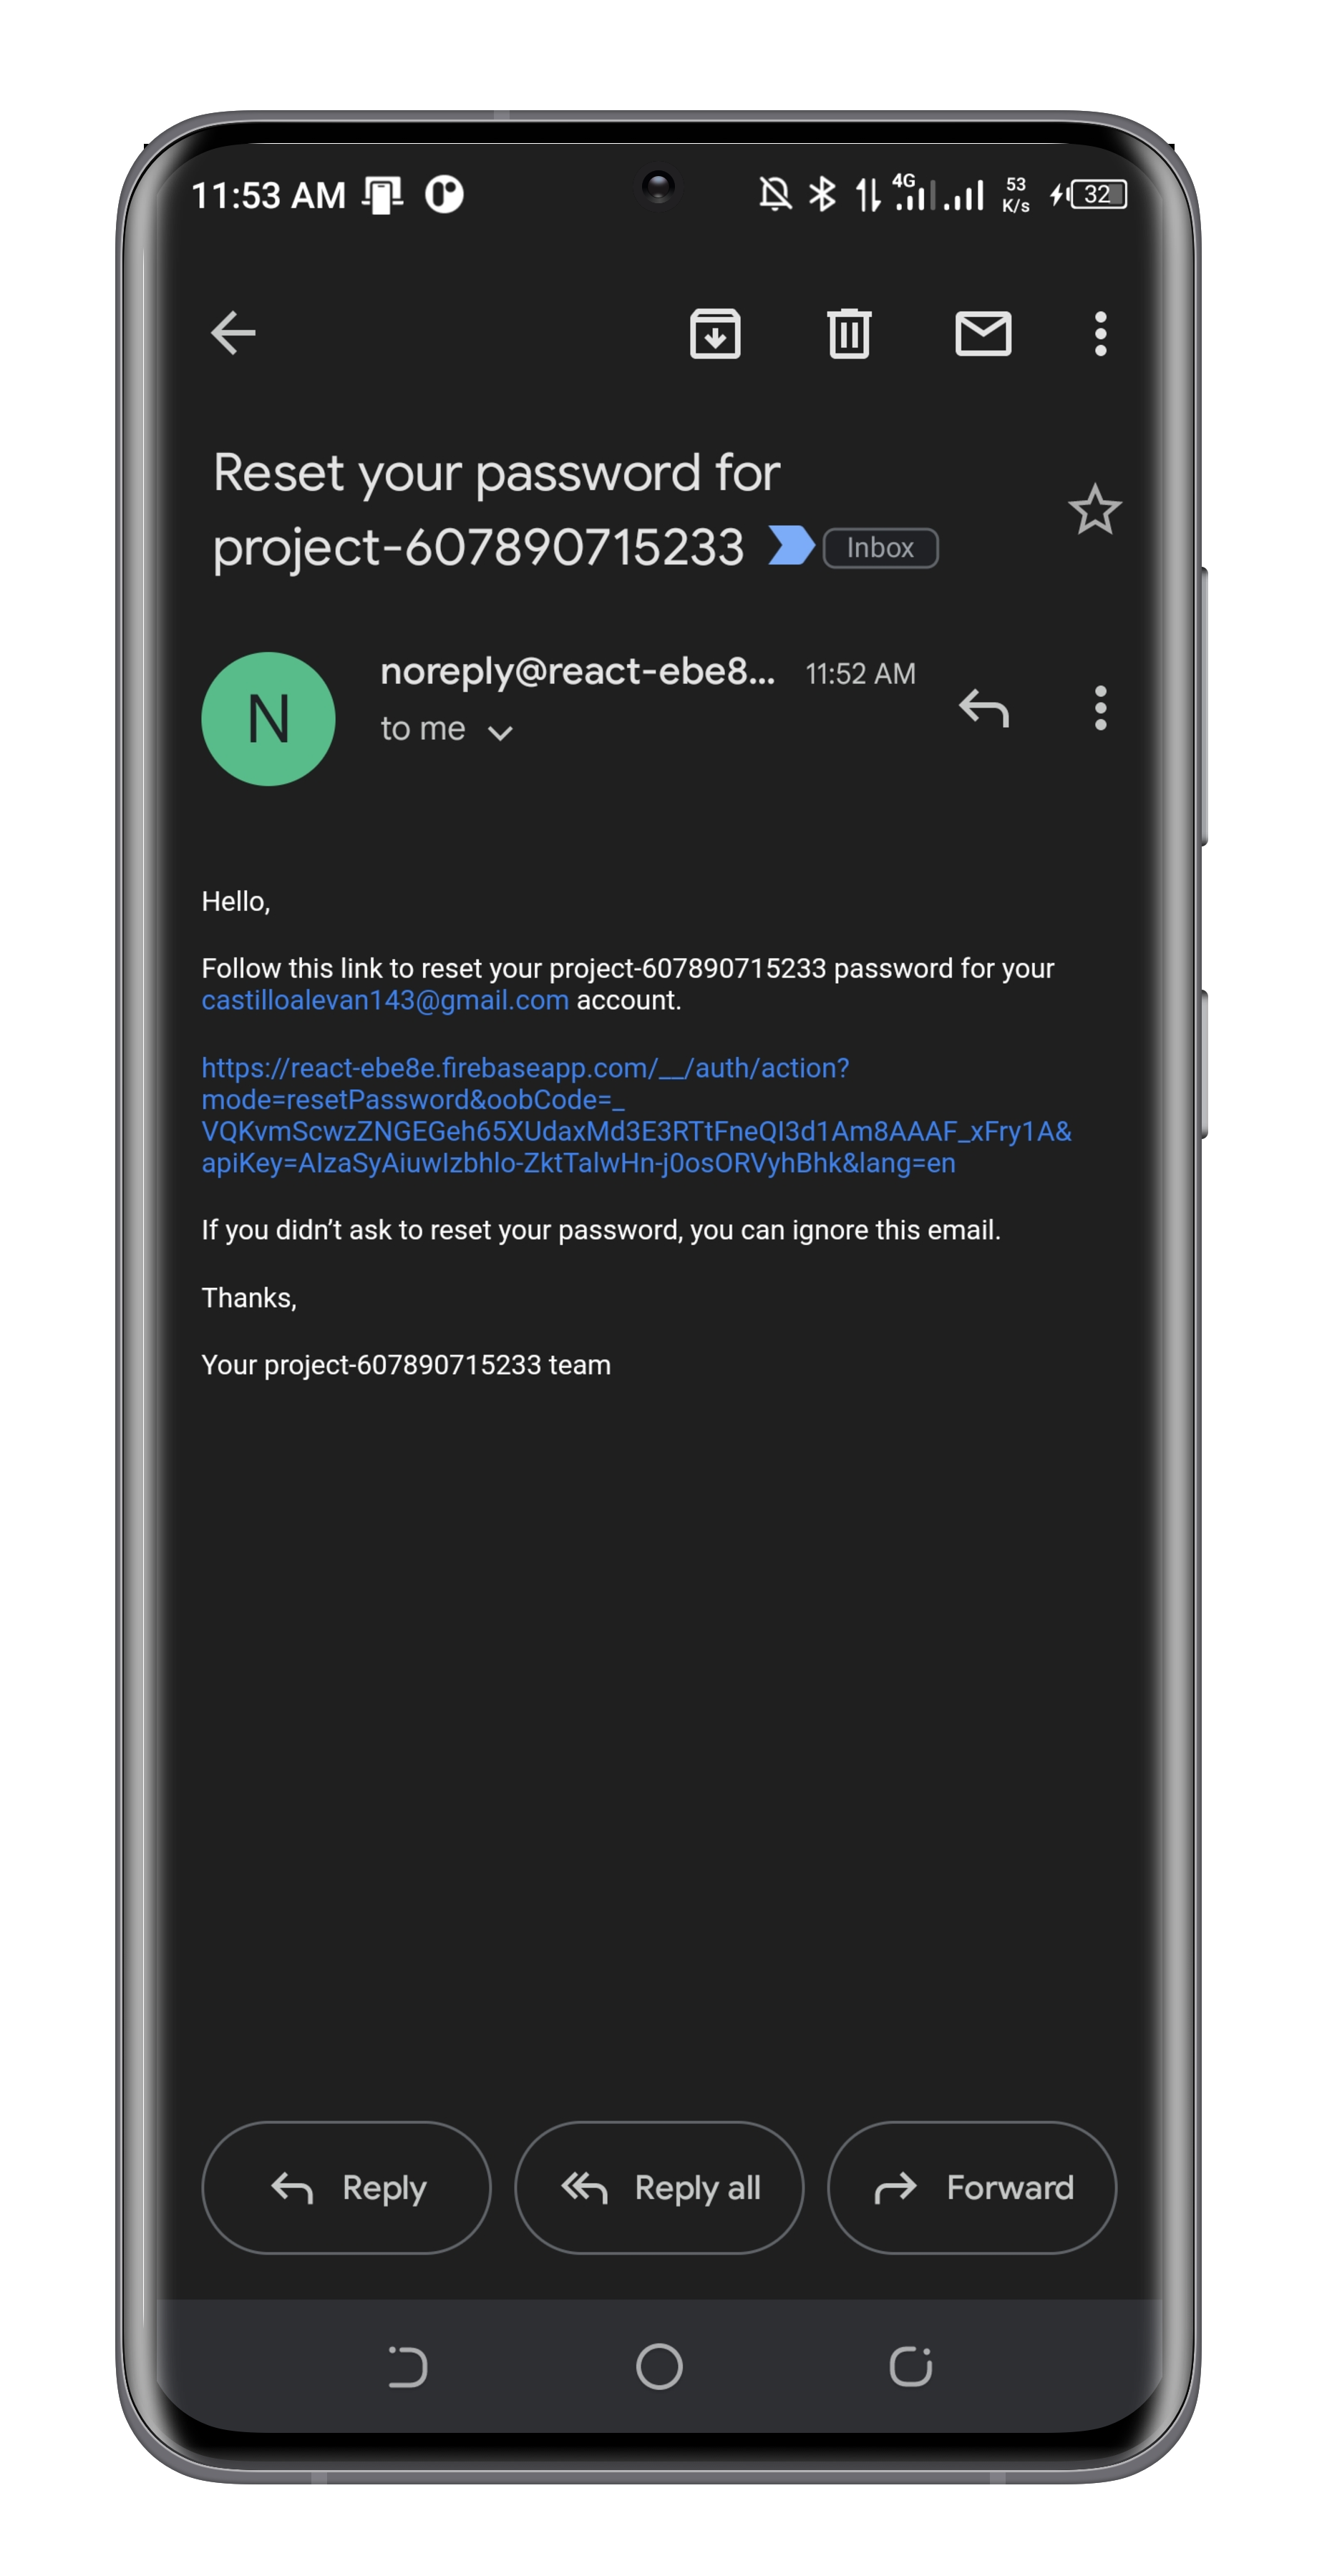 11:53 AM
4G
53
K/s
32
Reset your password for
project-607890715233
Inbox
N
noreply@react-ebe8...
11:52 AM
to me
Hello,
Follow this link to reset your project-607890715233 password for your
castilloalevan143@gmail.com account.
https://react-ebe8e.firebaseapp.com/__/auth/action?
mode=resetPassword&oobCode=_
VQKvmScwzZNGEGeh65XUdaxMd3E3RTtFneQI3d1Am8AAAF_xFry1A&
apiKey=AIzaSyAiuwIzbhlo-ZktTalwHn-j0osORVyhBhk&lang=en
If you didn’t ask to reset your password, you can ignore this email.
Thanks,
Your project-607890715233 team
Reply
Reply all
Forward